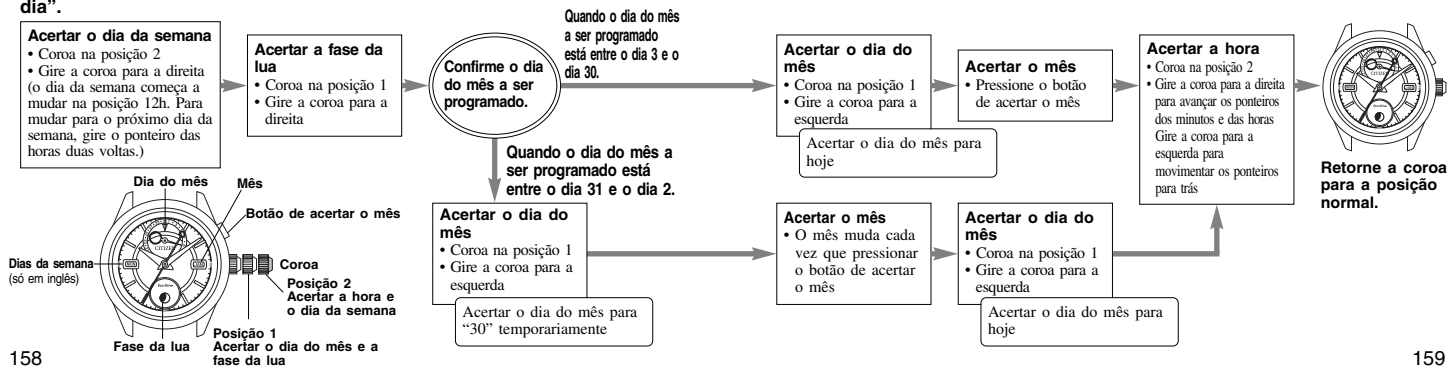 dia”.
Acertar o dia da semana
• Coroa na posição 2
• Gire a coroa para a direita
(o dia da semana começa a
mudar na posição 12h. Para
mudar para o próximo dia da
semana, gire o ponteiro das
horas duas voltas.)
Acertar a fase da
lua
• Coroa na posição 1
• Gire a coroa para a
direita
Confirme o dia
do mês a ser
programado.
Quando o dia do mês
a ser programado
está entre o dia 3 e o
dia 30.
Acertar o dia do
mês
• Coroa na posição 1
• Gire a coroa para a
esquerda
Acertar o dia do mês para
hoje
Acertar o mês
• Pressione o botão
de acertar o mês
Acertar a hora
• Coroa na posição 2
• Gire a coroa para a direita
para avançar os ponteiros
dos minutos e das horas
Gire a coroa para a
esquerda para
movimentar os ponteiros
para trás
CITIZEN
Eco-Drive
Retorne a coroa
para a posição
normal.
Quando o dia do mês a
ser programado está
entre o dia 31 e o dia 2.
Acertar o dia do
mês
• Coroa na posição 1
• Gire a coroa para a
esquerda
Acertar o dia do mês para
“30” temporariamente
Acertar o mês
• O mês muda cada
vez que pressionar
o botão de acertar
o mês
Acertar o dia do
mês
• Coroa na posição 1
• Gire a coroa para a
esquerda
Acertar o dia do mês para
hoje
Dia do mês
Mês
Botão de acertar o mês
CITIZEN
Eco-Drive
Dias da semana
(só em inglês)
Coroa
Posição 2
Acertar a hora e
o dia da semana
Posição 1
Acertar o dia do mês e a
fase da lua
Fase da lua
158
159